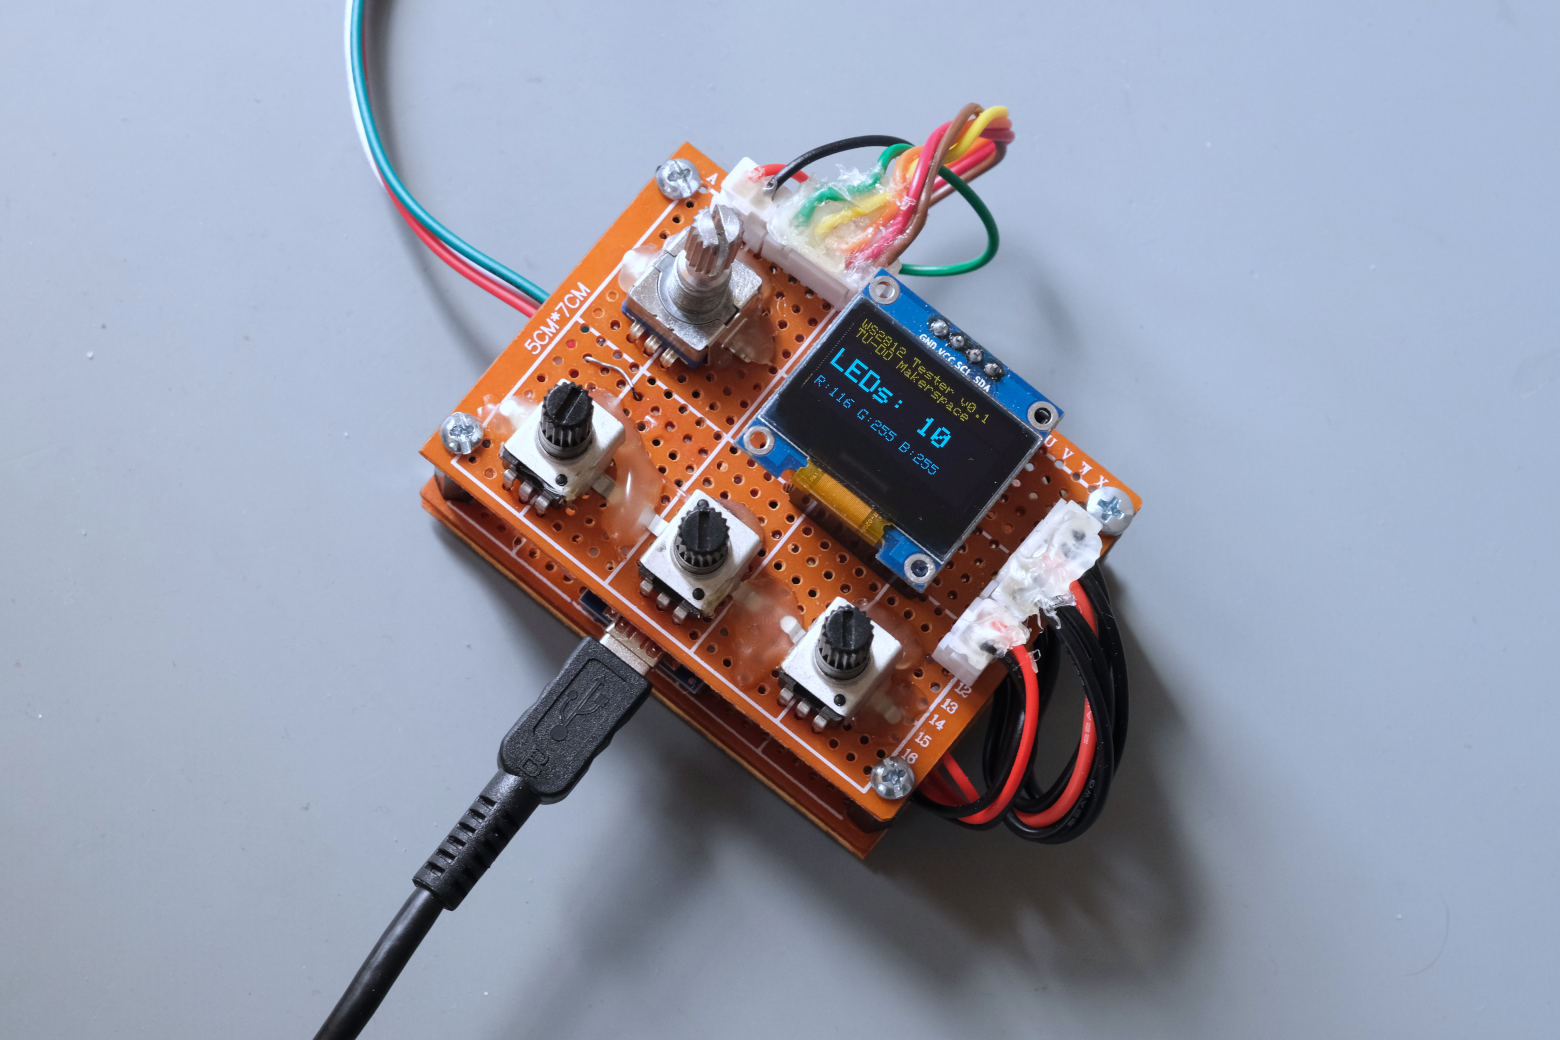 A
5CM*7CM
GND VCC SCL SDA
WS2812 Tester v0.1
TU-DO Makerspace
LEDs: 10
R:116 G:255 B:255
U V W X
12
13
14
15
16